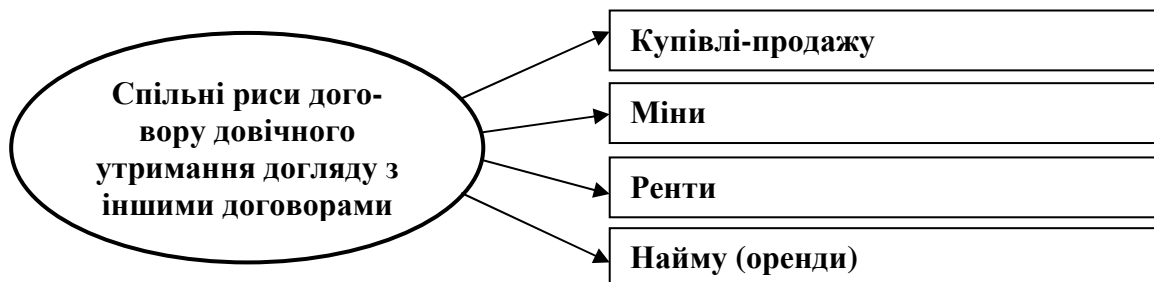 Спільні риси дого-
вору довічного
утримання догляду з
іншими договорами
Купівлі-продажу
Міни
Ренти
Найму (оренди)